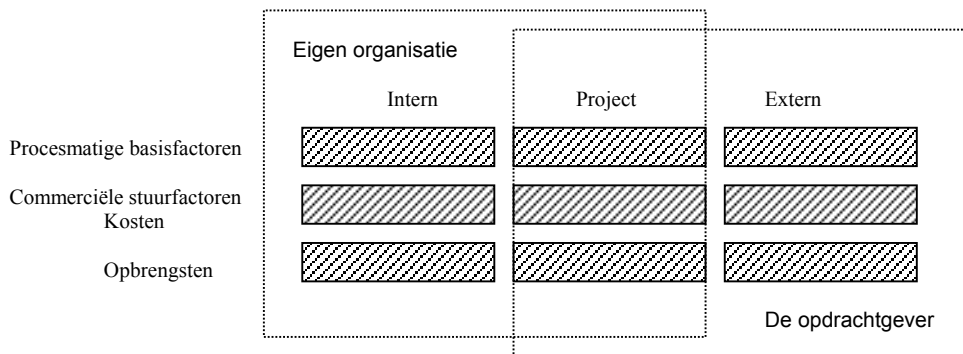 Eigen organisatie
Intern Project Extern
Procesmatige basisfactoren
Commerciële stuurfactoren
Kosten
Opbrengsten
De opdrachtgever